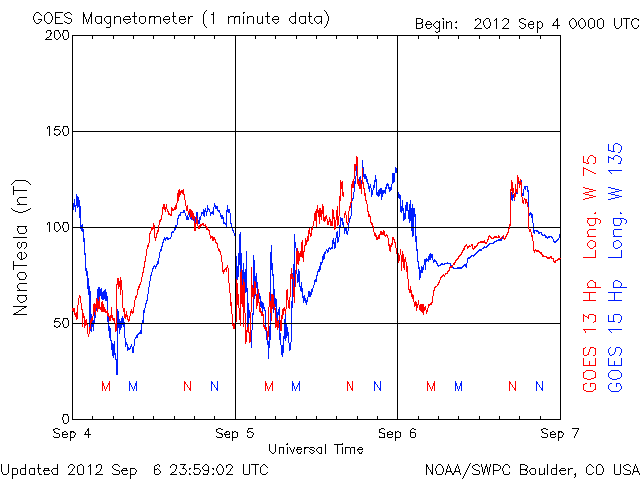 GOES Magnetometer (1 minute data)
Begin: 2012 Sep 4 0000 UTC
200
150
100
50
0
NanoTesla (nT)
M M N N M M N N M M N N
Sep 4 Sep 5 Sep 6 Sep 7
Universal Time
GOES 13 Hp Long. W 75
GOES 15 Hp Long. W 135
Updated 2012 Sep 6 23:59:02 UTC
NOAA/SWPC Boulder, CO USA